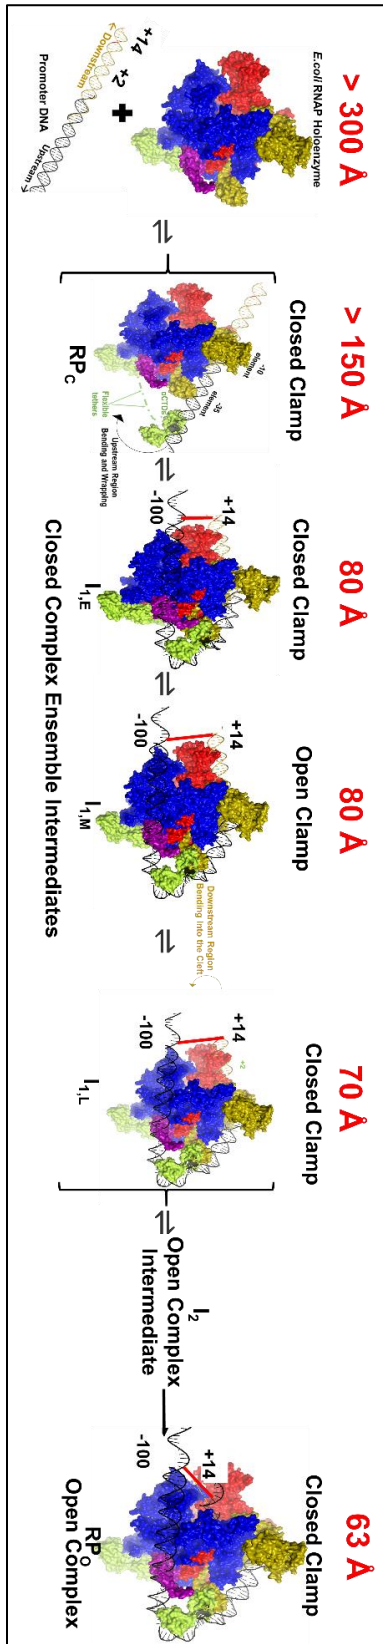 > 300 Å
E.coli RNAP Holoenzyme
+
+14
+2
Downstream
Upstream
Promoter DNA
⇌
> 150 Å
Closed Clamp
-10
element
-35
element
αCTDs
Flexible
tethers
Upstream Region
Bending and Wrapping
RPC
⇌
80 Å
Closed Clamp
+14
-100
I1,E
⇌
80 Å
Open Clamp
+14
-100
I1,M
Downstream Region
Bending Into the Cleft
⇌
70 Å
Closed Clamp
+14
+2
-100
I1,L
Closed Complex Ensemble Intermediates
⇌
I2
Open Complex
Intermediate
63 Å
Closed Clamp
+14
-100
RPO
Open Complex